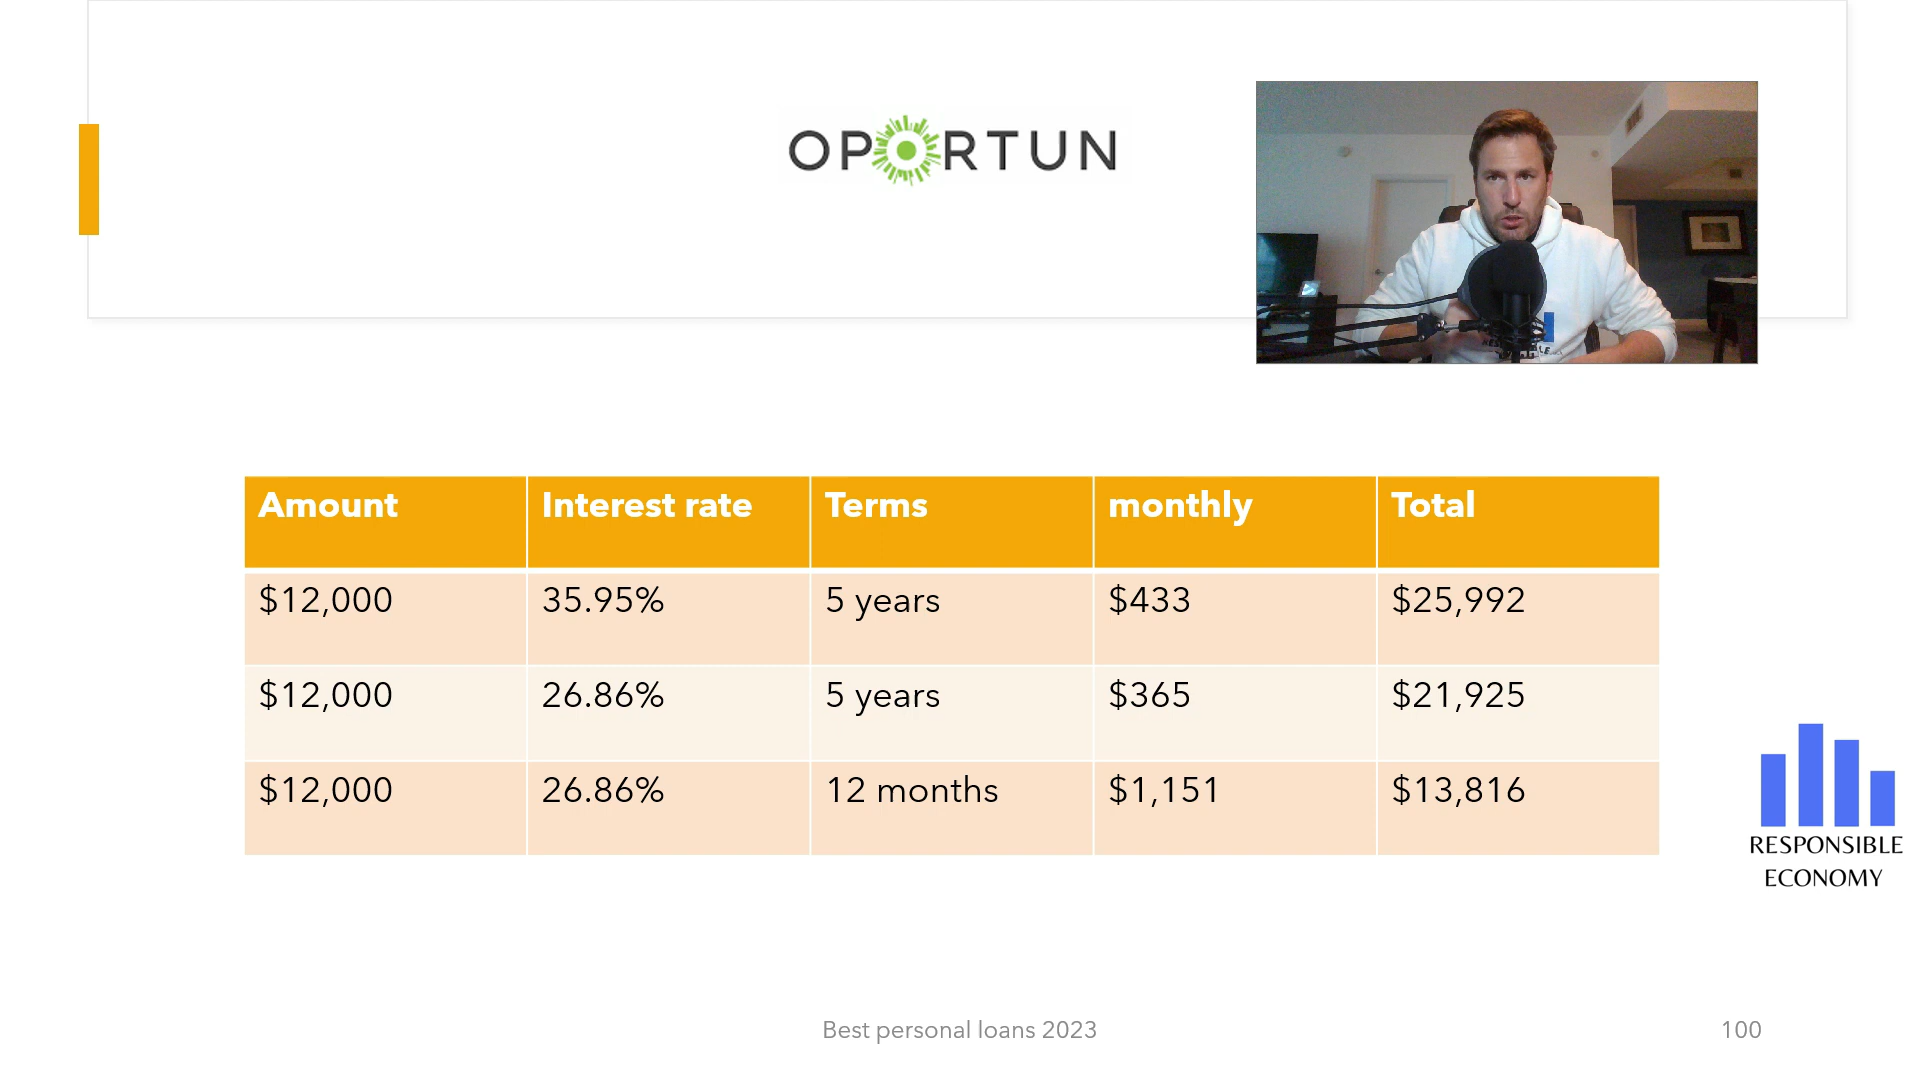 OPORTUN
Amount Interest rate Terms monthly Total
$12,000 35.95% 5 years $433 $25,992
$12,000 26.86% 5 years $365 $21,925
$12,000 26.86% 12 months $1,151 $13,816
RESPONSIBLE
ECONOMY
Best personal loans 2023
100